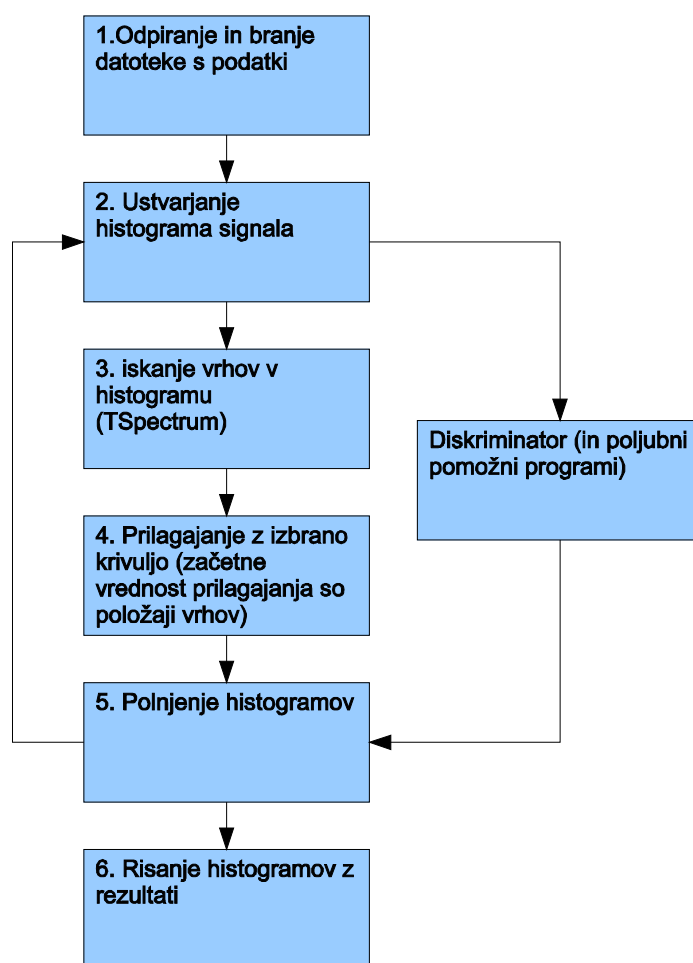 1.Odpiranje in branje
datoteke s podatki
2. Ustvarjanje
histograma signala
3. iskanje vrhov v
histogramu
(TSpectrum)
Diskriminator (in poljubni
pomožni programi)
4. Prilagajanje z izbrano
krivuljo (začetne
vrednost prilagajanja so
položaji vrhov)
5. Polnjenje histogramov
6. Risanje histogramov z
rezultati